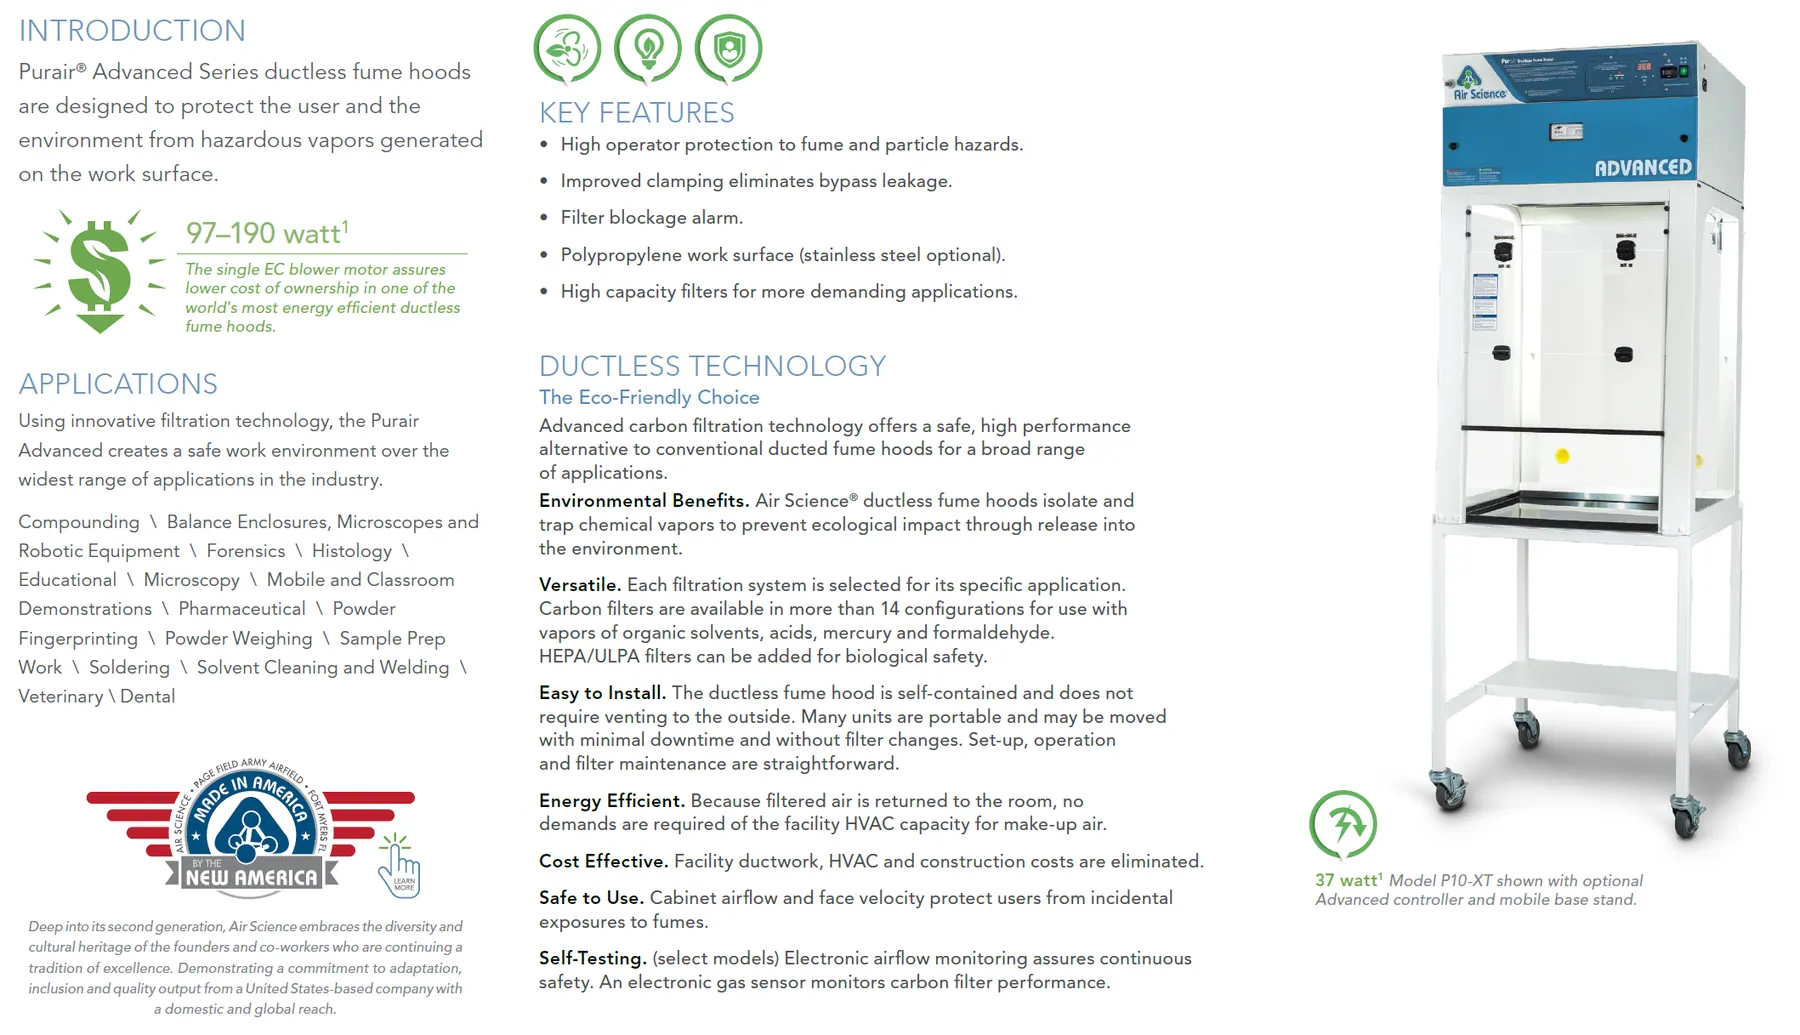 INTRODUCTION
Purair® Advanced Series ductless fume hoods
are designed to protect the user and the
environment from hazardous vapors generated
on the work surface.
97–190 watt¹
The single EC blower motor assures
lower cost of ownership in one of the
world's most energy efficient ductless
fume hoods.
APPLICATIONS
Using innovative filtration technology, the Purair
Advanced creates a safe work environment over the
widest range of applications in the industry.
Compounding \ Balance Enclosures, Microscopes and
Robotic Equipment \ Forensics \ Histology \
Educational \ Microscopy \ Mobile and Classroom
Demonstrations \ Pharmaceutical \ Powder
Fingerprinting \ Powder Weighing \ Sample Prep
Work \ Soldering \ Solvent Cleaning and Welding \
Veterinary \ Dental
AIR SCIENCE • PAGE FIELD ARMY AIRFIELD • FORT MYERS FL
MADE IN AMERICA
BY THE
NEW AMERICA
LEARN
MORE
Deep into its second generation, Air Science embraces the diversity and
cultural heritage of the founders and co-workers who are continuing a
tradition of excellence. Demonstrating a commitment to adaptation,
inclusion and quality output from a United States-based company with
a domestic and global reach.
KEY FEATURES
• High operator protection to fume and particle hazards.
• Improved clamping eliminates bypass leakage.
• Filter blockage alarm.
• Polypropylene work surface (stainless steel optional).
• High capacity filters for more demanding applications.
DUCTLESS TECHNOLOGY
The Eco-Friendly Choice
Advanced carbon filtration technology offers a safe, high performance
alternative to conventional ducted fume hoods for a broad range
of applications.
Environmental Benefits. Air Science® ductless fume hoods isolate and
trap chemical vapors to prevent ecological impact through release into
the environment.
Versatile. Each filtration system is selected for its specific application.
Carbon filters are available in more than 14 configurations for use with
vapors of organic solvents, acids, mercury and formaldehyde.
HEPA/ULPA filters can be added for biological safety.
Easy to Install. The ductless fume hood is self-contained and does not
require venting to the outside. Many units are portable and may be moved
with minimal downtime and without filter changes. Set-up, operation
and filter maintenance are straightforward.
Energy Efficient. Because filtered air is returned to the room, no
demands are required of the facility HVAC capacity for make-up air.
Cost Effective. Facility ductwork, HVAC and construction costs are eliminated.
Safe to Use. Cabinet airflow and face velocity protect users from incidental
exposures to fumes.
Self-Testing. (select models) Electronic airflow monitoring assures continuous
safety. An electronic gas sensor monitors carbon filter performance.
Air Science
ADVANCED
37 watt¹ Model P10-XT shown with optional
Advanced controller and mobile base stand.